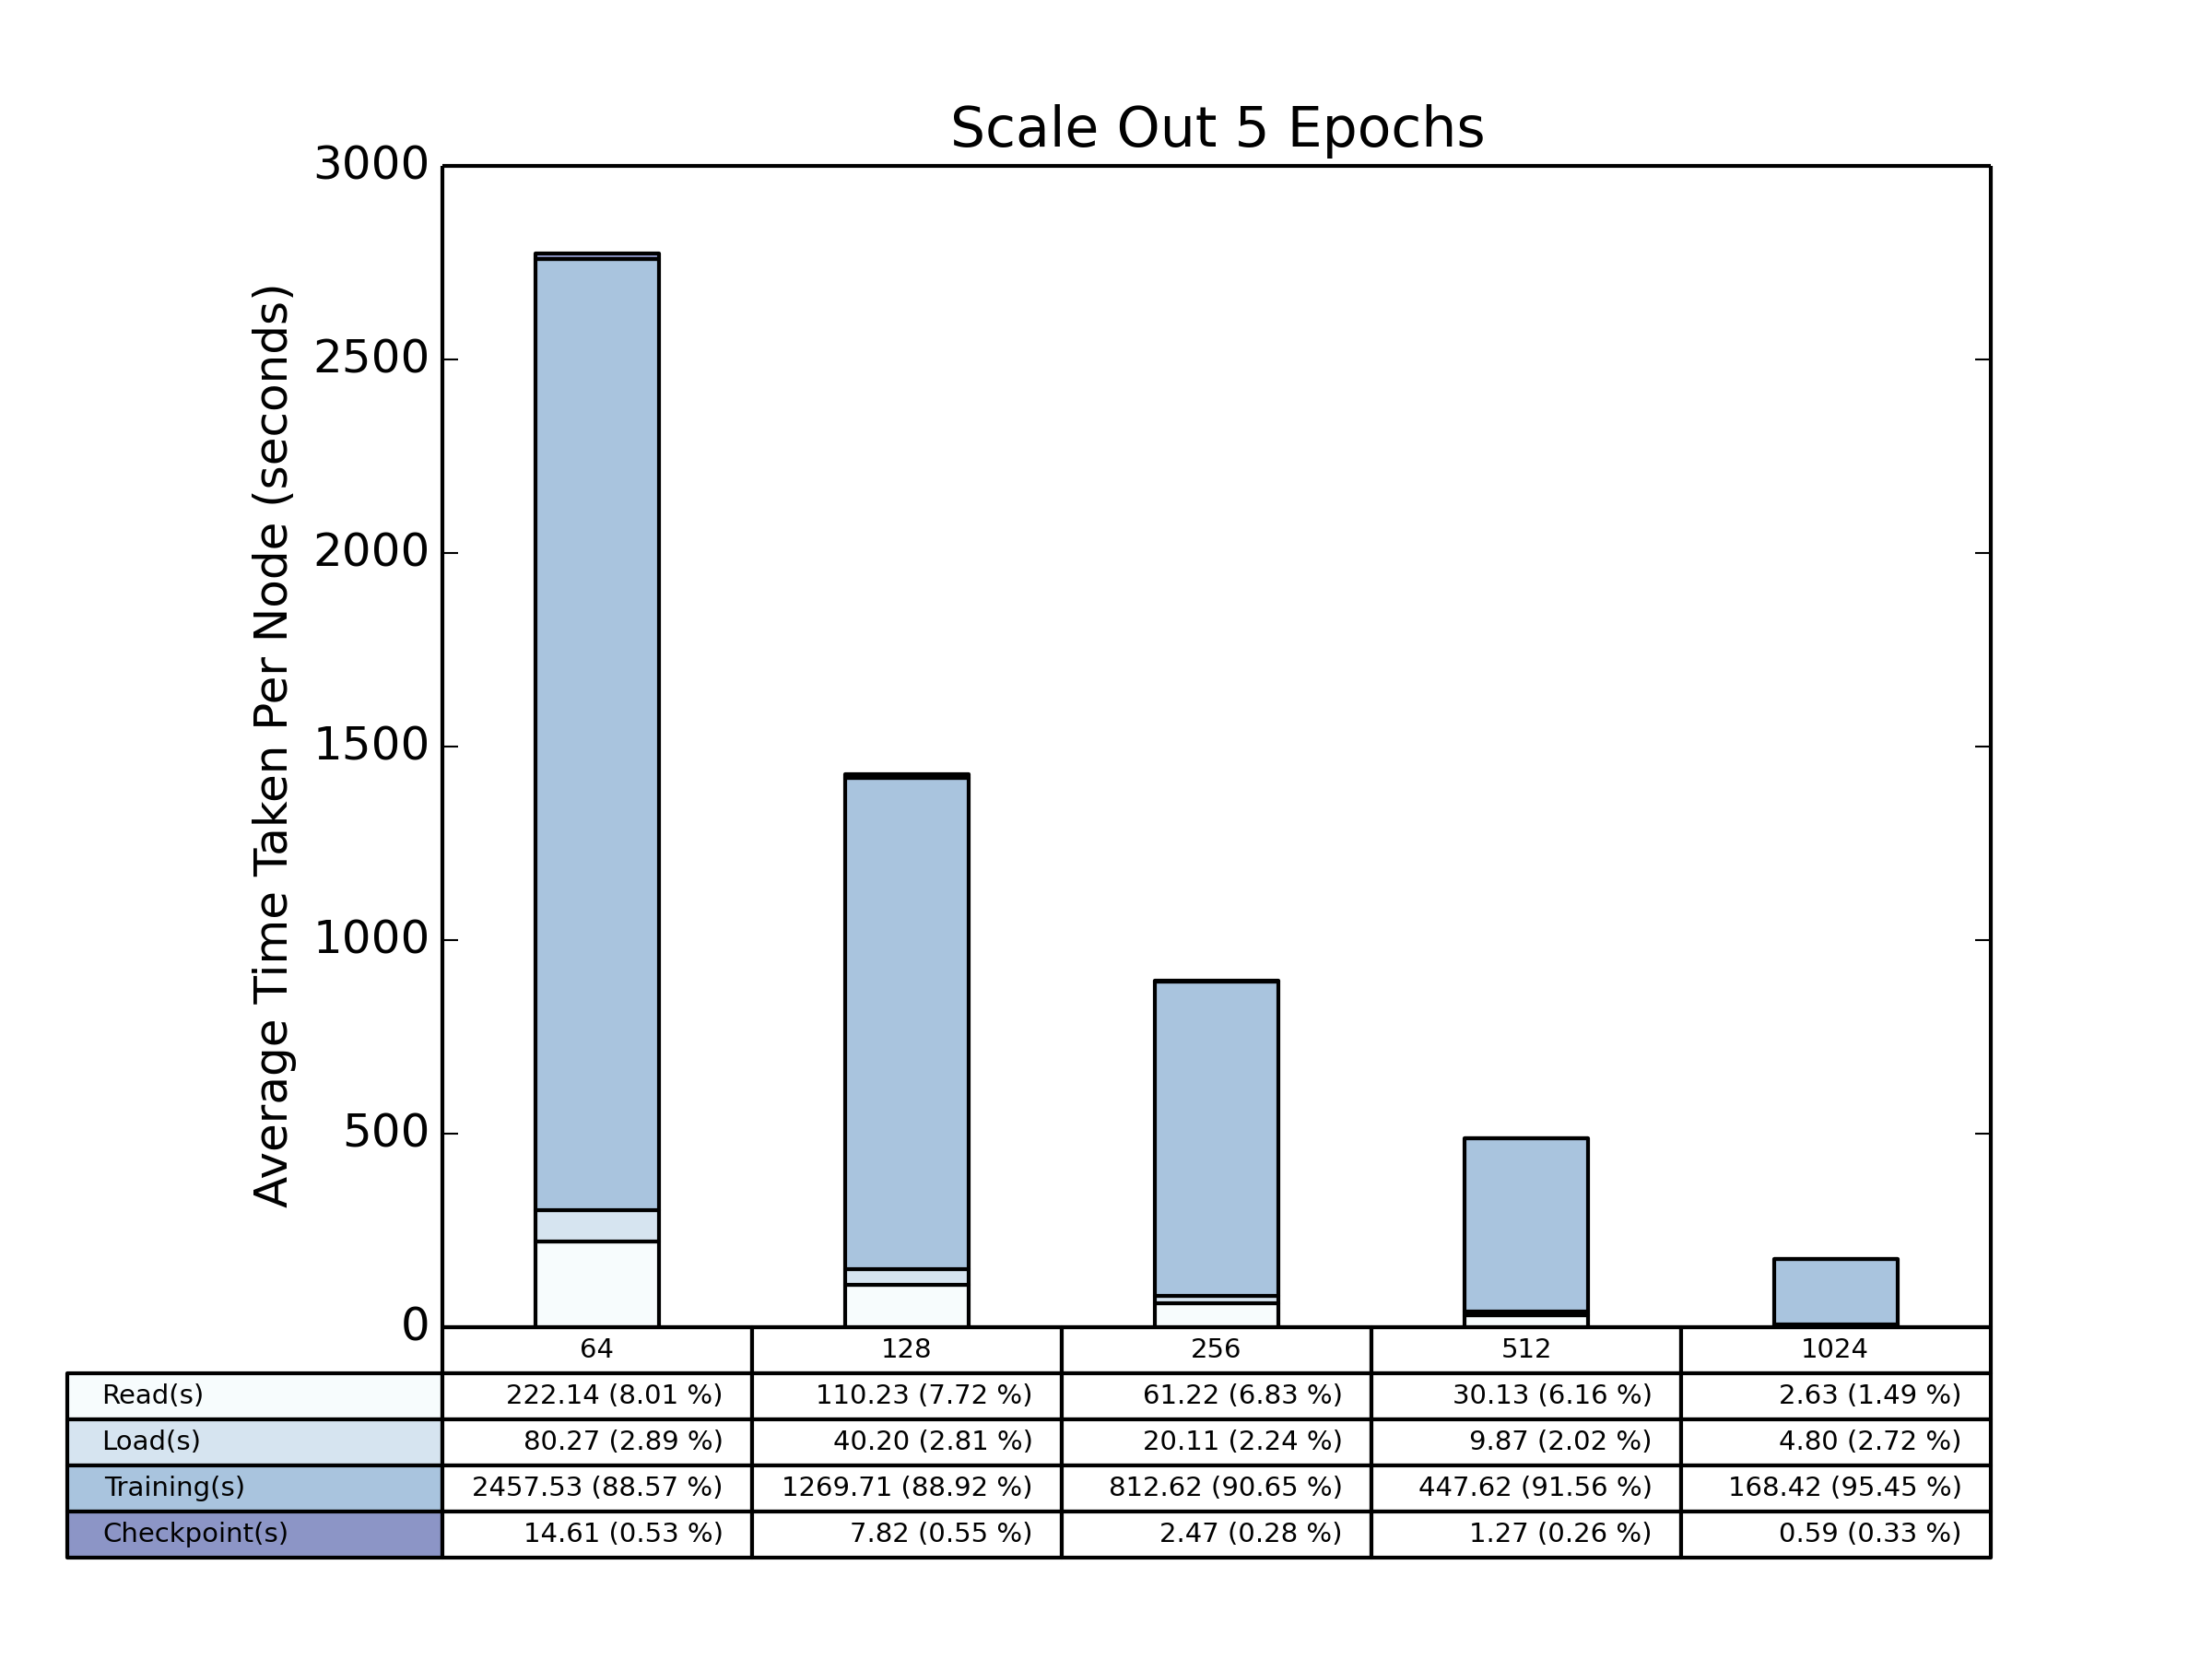 Scale Out 5 Epochs
Average Time Taken Per Node (seconds)
3000
2500
2000
1500
1000
500
0
64 128 256 512 1024
Read(s) 222.14 (8.01 %) 110.23 (7.72 %) 61.22 (6.83 %) 30.13 (6.16 %) 2.63 (1.49 %)
Load(s) 80.27 (2.89 %) 40.20 (2.81 %) 20.11 (2.24 %) 9.87 (2.02 %) 4.80 (2.72 %)
Training(s) 2457.53 (88.57 %) 1269.71 (88.92 %) 812.62 (90.65 %) 447.62 (91.56 %) 168.42 (95.45 %)
Checkpoint(s) 14.61 (0.53 %) 7.82 (0.55 %) 2.47 (0.28 %) 1.27 (0.26 %) 0.59 (0.33 %)